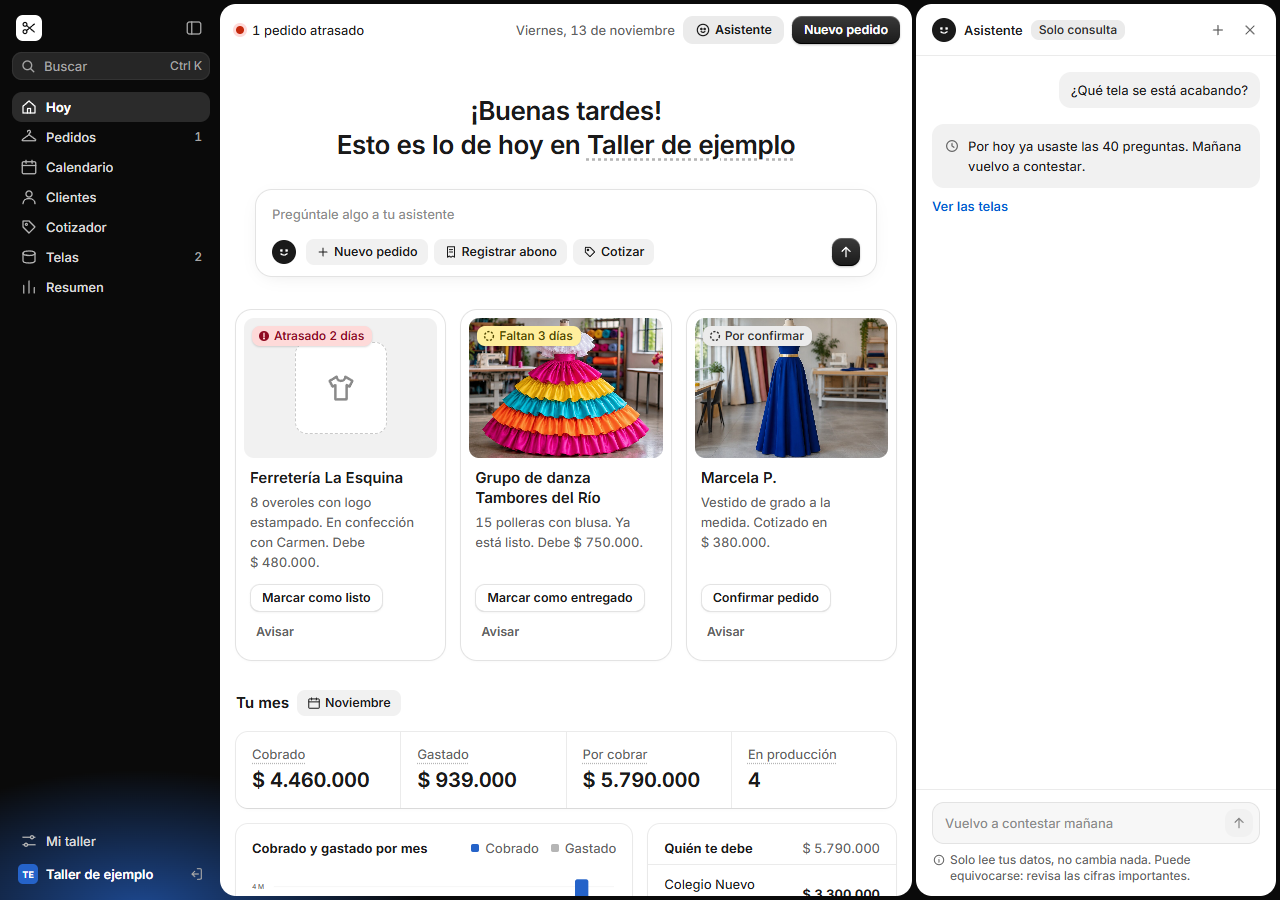 Buscar
Ctrl K
Hoy
Pedidos 1
Calendario
Clientes
Cotizador
Telas 2
Resumen
Mi taller
TE Taller de ejemplo
1 pedido atrasado
Viernes, 13 de noviembre
Asistente
Nuevo pedido
¡Buenas tardes!
Esto es lo de hoy en Taller de ejemplo
Pregúntale algo a tu asistente
Nuevo pedido
Registrar abono
Cotizar
Atrasado 2 días
Ferretería La Esquina
8 overoles con logo
estampado. En confección
con Carmen. Debe
$ 480.000.
Marcar como listo
Avisar
Faltan 3 días
Grupo de danza
Tambores del Río
15 polleras con blusa. Ya
está listo. Debe $ 750.000.
Marcar como entregado
Avisar
Por confirmar
Marcela P.
Vestido de grado a la
medida. Cotizado en
$ 380.000.
Confirmar pedido
Avisar
Tu mes
Noviembre
Cobrado
$ 4.460.000
Gastado
$ 939.000
Por cobrar
$ 5.790.000
En producción
4
Cobrado y gastado por mes
Cobrado
Gastado
4 M
Quién te debe
$ 5.790.000
Colegio Nuevo
$ 3.300.000
Asistente
Solo consulta
¿Qué tela se está acabando?
Por hoy ya usaste las 40 preguntas. Mañana
vuelvo a contestar.
Ver las telas
Vuelvo a contestar mañana
Solo lee tus datos, no cambia nada. Puede
equivocarse: revisa las cifras importantes.